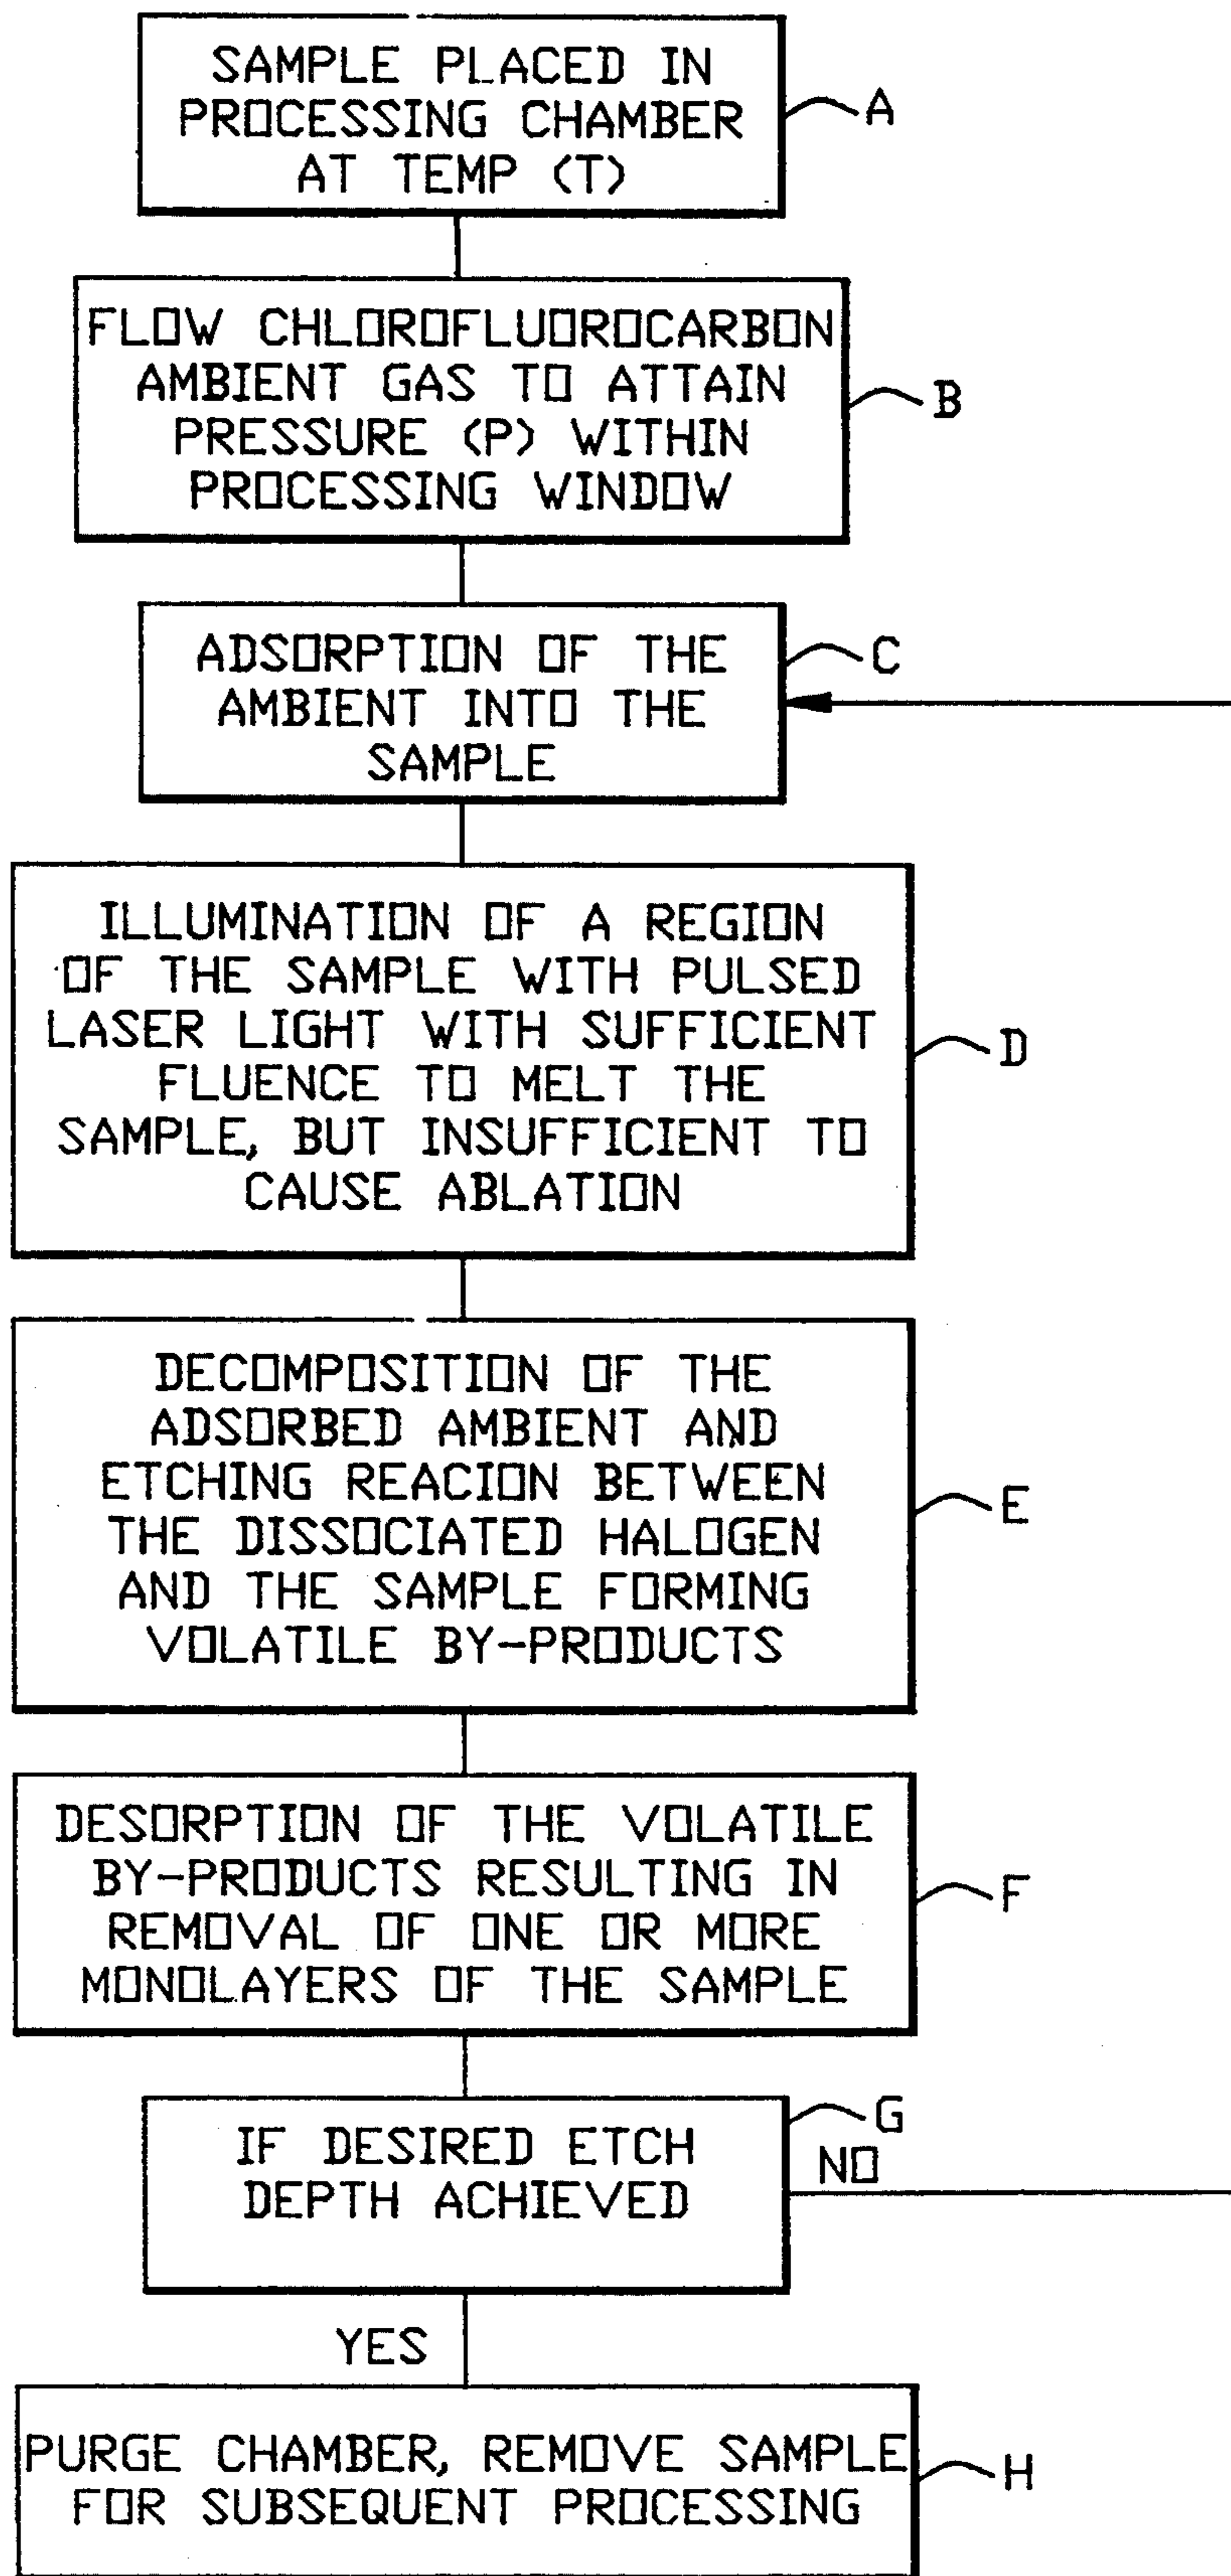 SAMPLE PLACED IN
PROCESSING CHAMBER
AT TEMP (T)
A
FLOW CHLOROFLUOROCARBON
AMBIENT GAS TO ATTAIN
PRESSURE (P) WITHIN
PROCESSING WINDOW
B
ADSORPTION OF THE
AMBIENT INTO THE
SAMPLE
C
ILLUMINATION OF A REGION
OF THE SAMPLE WITH PULSED
LASER LIGHT WITH SUFFICIENT
FLUENCE TO MELT THE
SAMPLE, BUT INSUFFICIENT TO
CAUSE ABLATION
D
DECOMPOSITION OF THE
ADSORBED AMBIENT AND
ETCHING REACION BETWEEN
THE DISSOCIATED HALOGEN
AND THE SAMPLE FORMING
VOLATILE BY-PRODUCTS
E
DESORPTION OF THE VOLATILE
BY-PRODUCTS RESULTING IN
REMOVAL OF ONE OR MORE
MONOLAYERS OF THE SAMPLE
F
IF DESIRED ETCH
DEPTH ACHIEVED
G
NO
YES
PURGE CHAMBER, REMOVE SAMPLE
FOR SUBSEQUENT PROCESSING
H